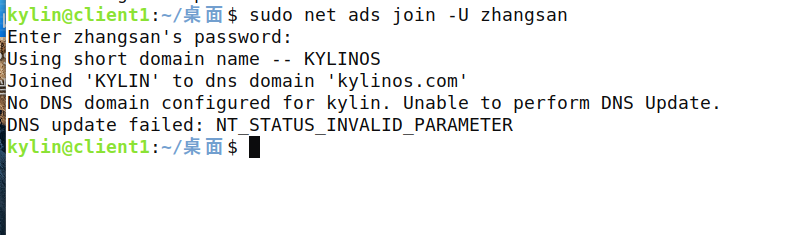 kylin@client1:~/桌面$ sudo net ads join -U zhangsan
Enter zhangsan's password:
Using short domain name -- KYLINOS
Joined 'KYLIN' to dns domain 'kylinos.com'
No DNS domain configured for kylin. Unable to perform DNS Update.
DNS update failed: NT_STATUS_INVALID_PARAMETER
kylin@client1:~/桌面$